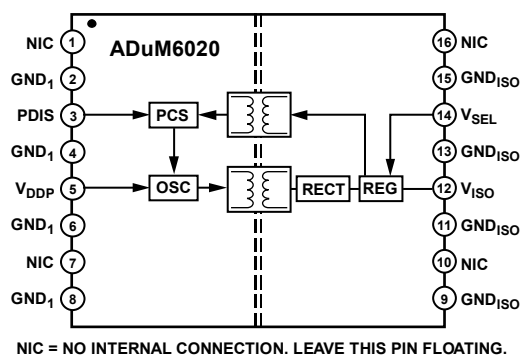 ADuM6020
NIC 1
GND1 2
PDIS 3
GND1 4
VDDP 5
GND1 6
NIC 7
GND1 8
PCS
OSC
RECT
REG
16 NIC
15 GNDISO
14 VSEL
13 GNDISO
12 VISO
11 GNDISO
10 NIC
9 GNDISO
NIC = NO INTERNAL CONNECTION. LEAVE THIS PIN FLOATING.